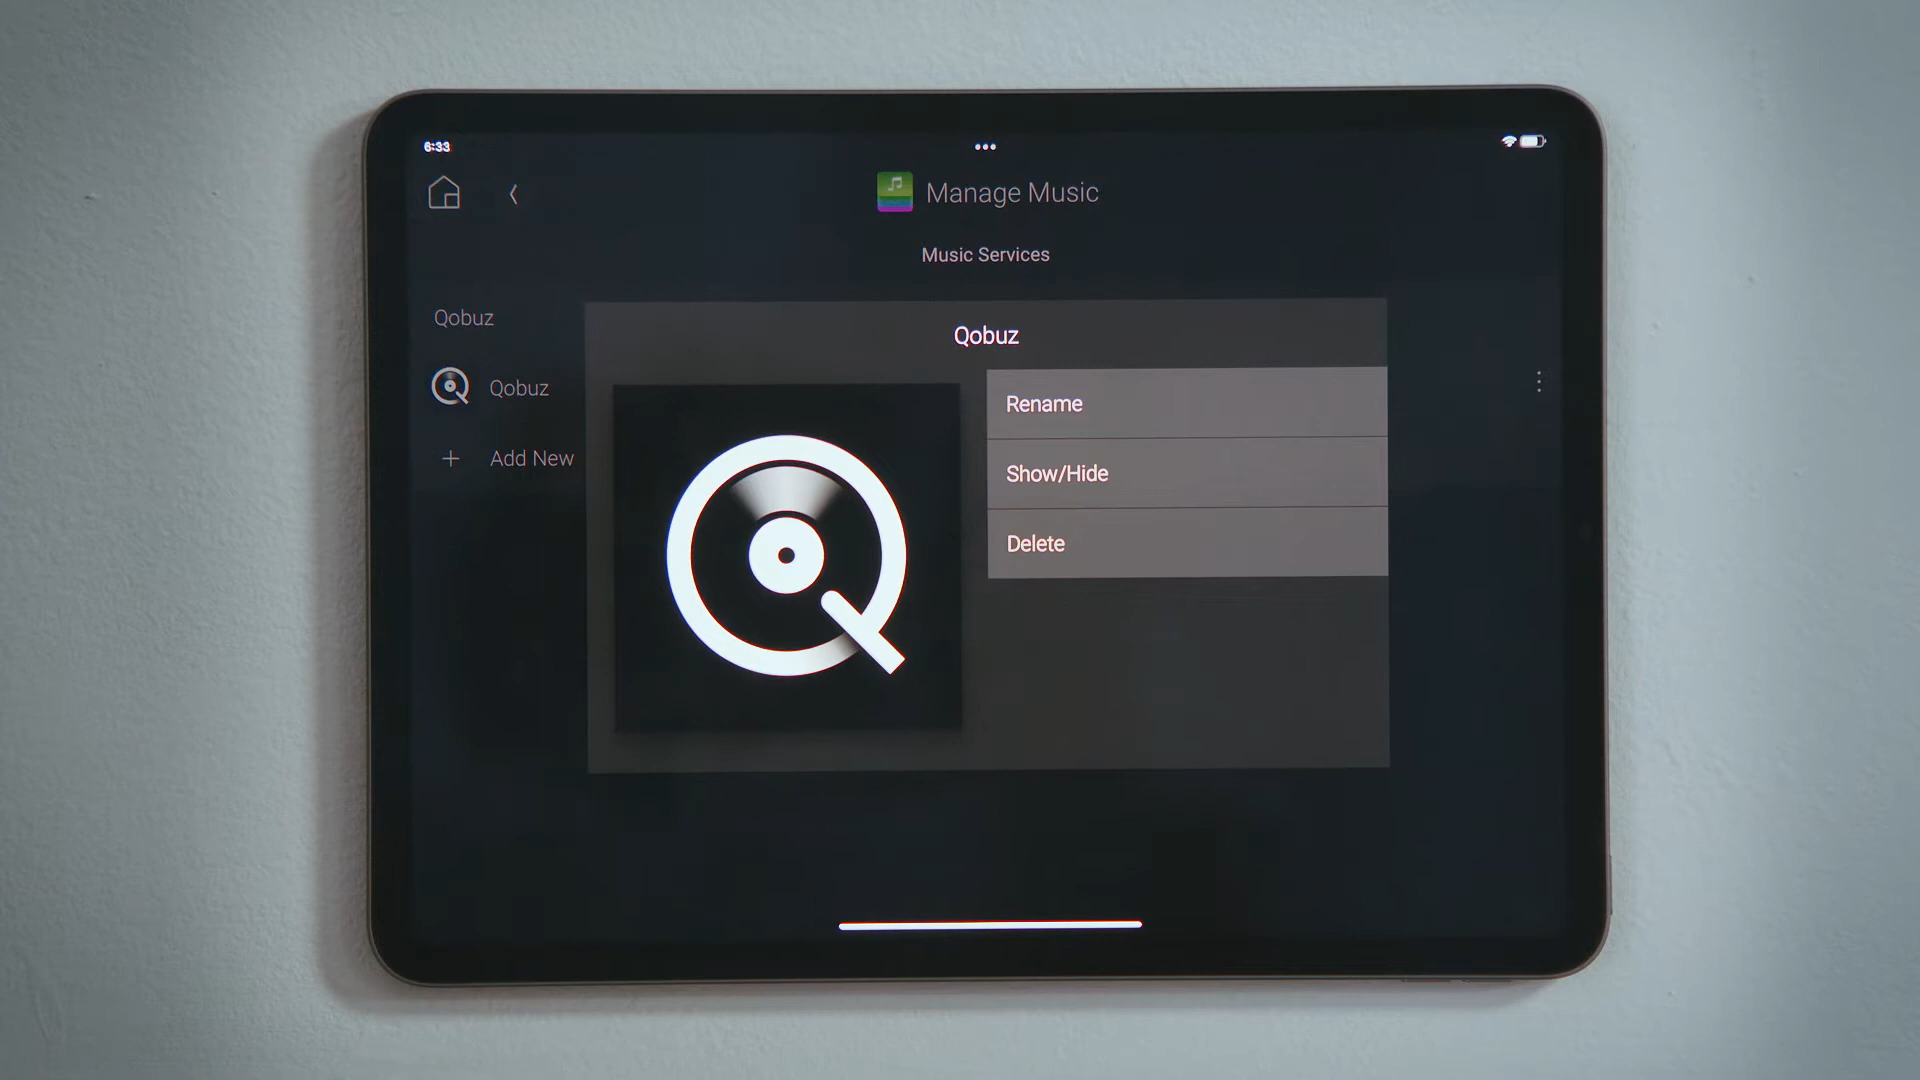 6:33
Manage Music
Music Services
Qobuz
Qobuz
Add New
Qobuz
Rename
Show/Hide
Delete